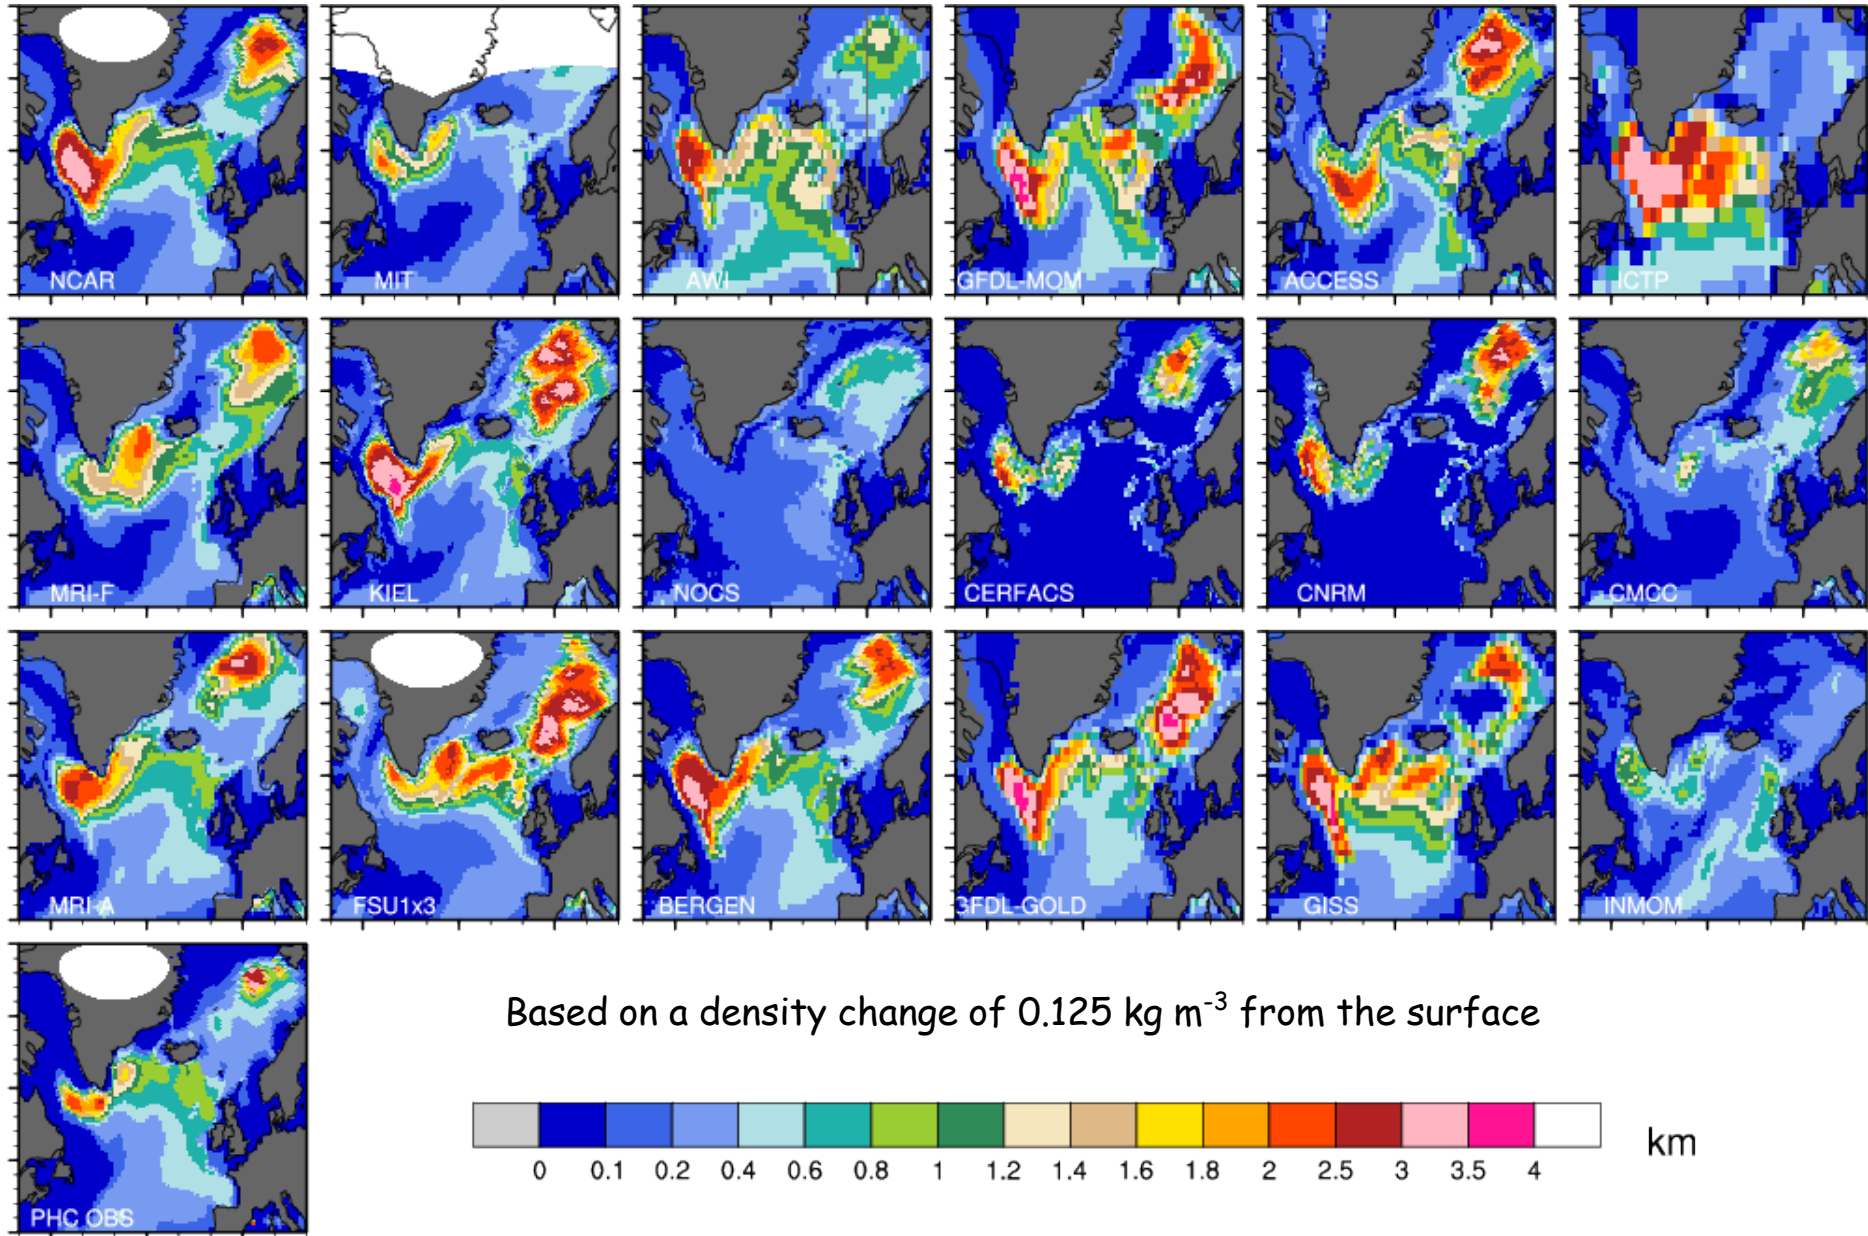 NCAR
MIT
AWI
GFDL-MOM
ACCESS
ICTP
MRI-F
KIEL
NOCS
CERFACS
CNRM
CMCC
MRI-A
FSU1x3
BERGEN
GFDL-GOLD
GISS
INMOM
PHC OBS
Based on a density change of 0.125 kg m⁻³ from the surface
0 0.1 0.2 0.4 0.6 0.8 1 1.2 1.4 1.6 1.8 2 2.5 3 3.5 4
km